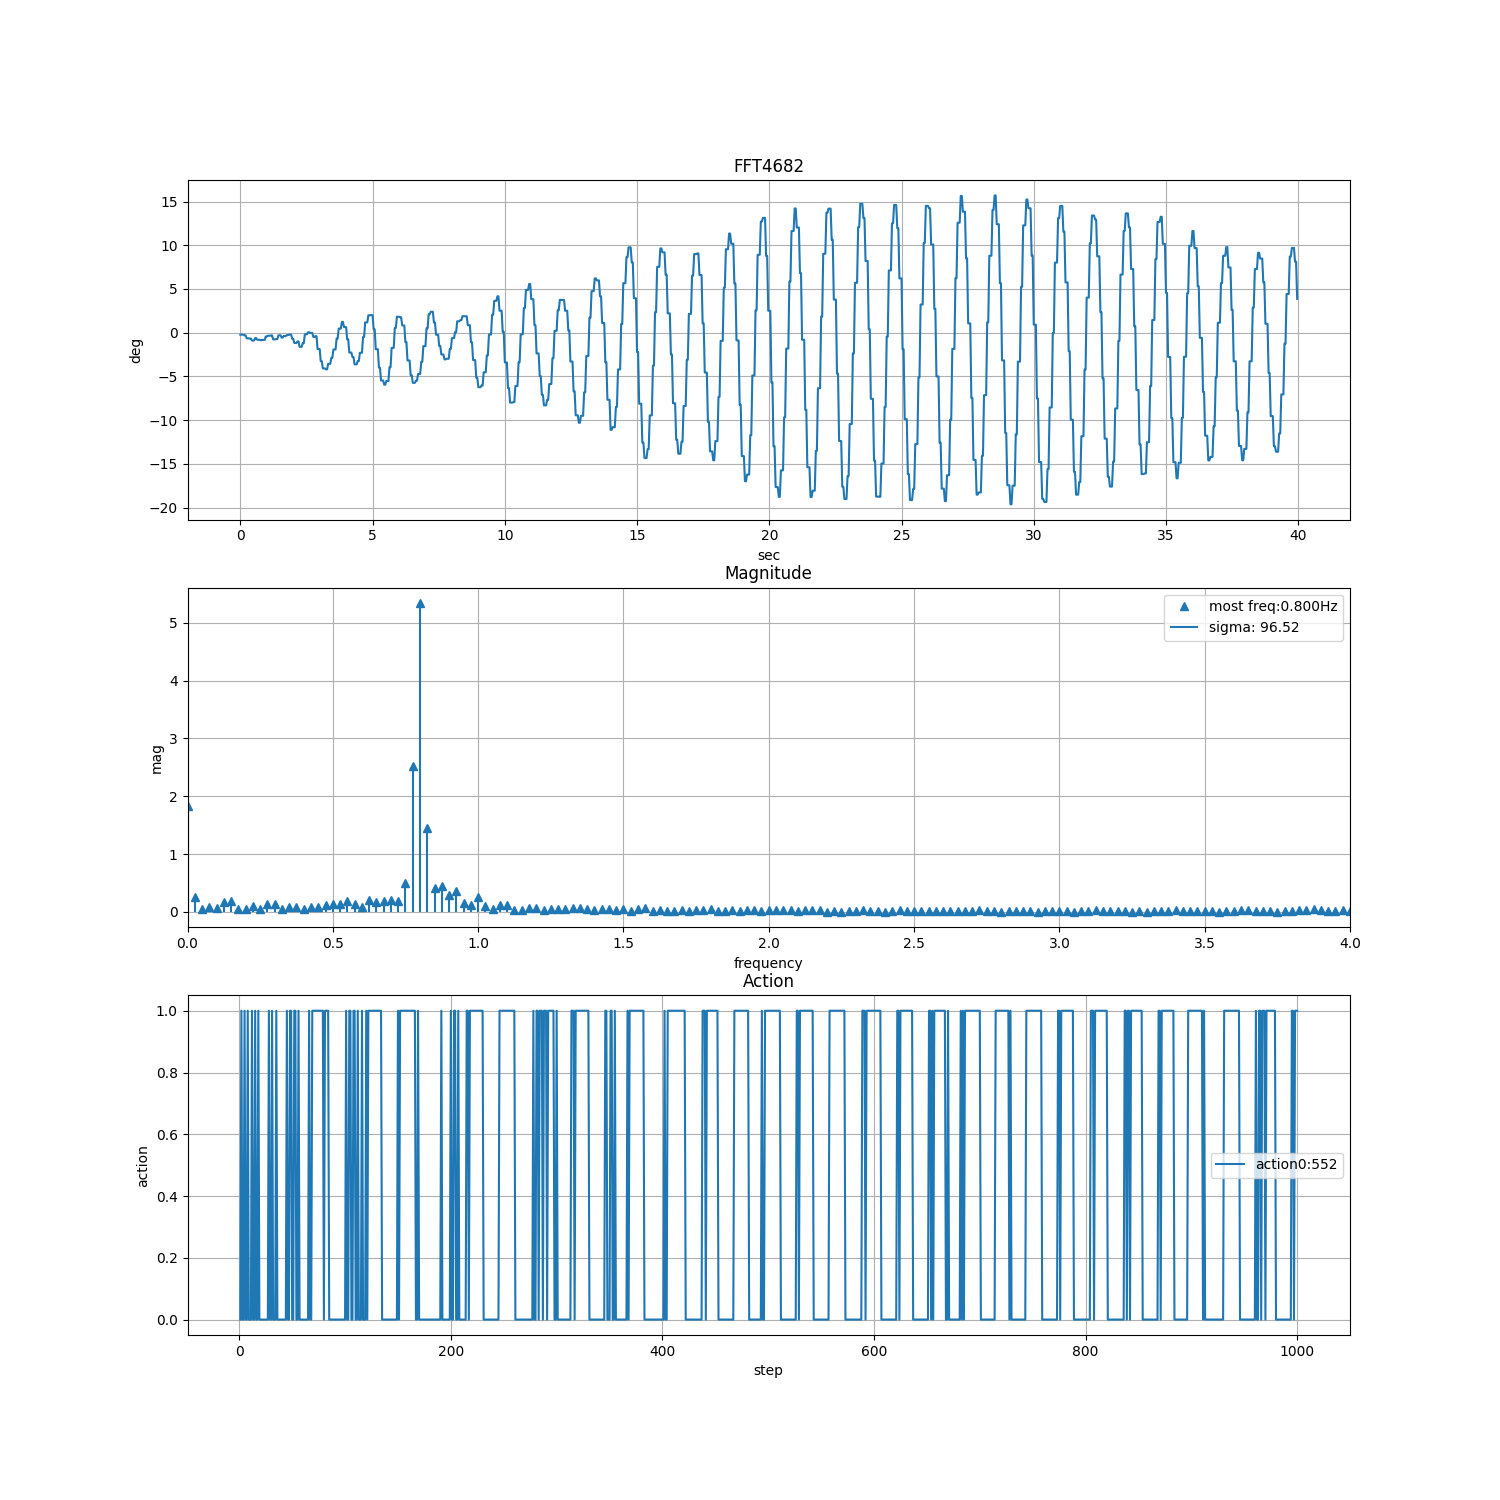 FFT4682
15
10
5
0
−5
−10
−15
−20
deg
0 5 10 15 20 25 30 35 40
sec
Magnitude
most freq:0.800Hz
sigma: 96.52
5
4
3
2
1
0
mag
0.0 0.5 1.0 1.5 2.0 2.5 3.0 3.5 4.0
frequency
Action
1.0
0.8
0.6
0.4
0.2
0.0
action
action0:552
0 200 400 600 800 1000
step